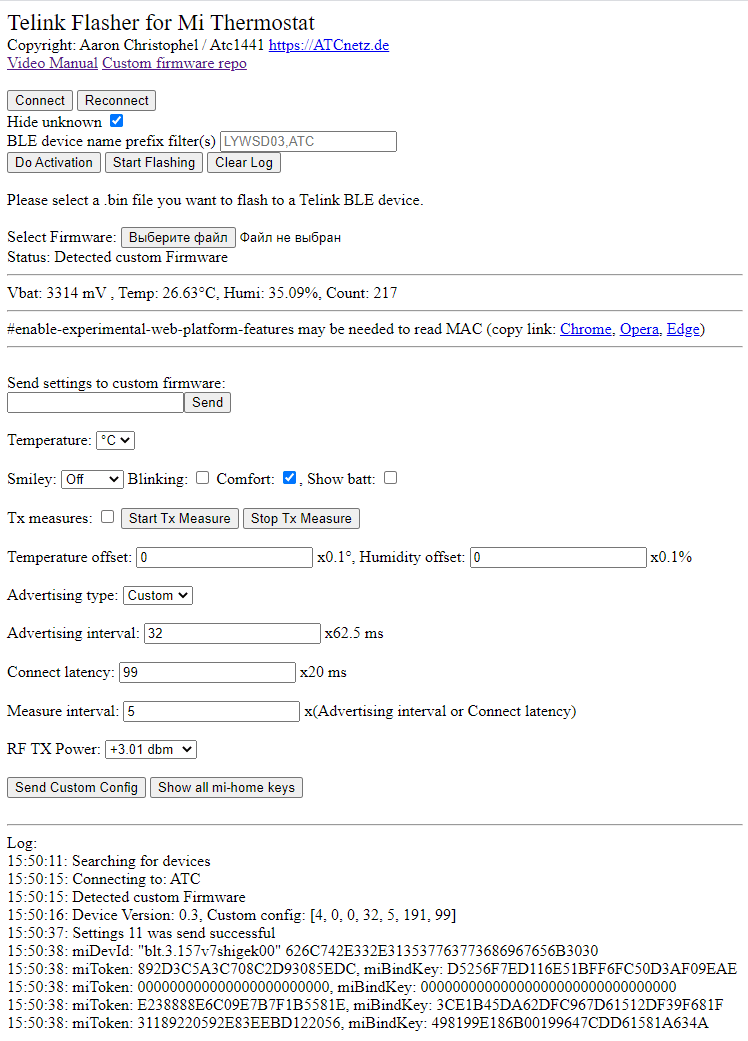 Telink Flasher for Mi Thermostat
Copyright: Aaron Christophel / Atc1441 https://ATCnetz.de
Video Manual Custom firmware repo
Connect Reconnect
Hide unknown
BLE device name prefix filter(s) LYWSD03,ATC
Do Activation Start Flashing Clear Log
Please select a .bin file you want to flash to a Telink BLE device.
Select Firmware: Выберите файл Файл не выбран
Status: Detected custom Firmware
Vbat: 3314 mV , Temp: 26.63°C, Humi: 35.09%, Count: 217
#enable-experimental-web-platform-features may be needed to read MAC (copy link: Chrome, Opera, Edge)
Send settings to custom firmware:
Send
Temperature: °C
Smiley: Off Blinking: Comfort: , Show batt:
Tx measures: Start Tx Measure Stop Tx Measure
Temperature offset: 0 x0.1°, Humidity offset: 0 x0.1%
Advertising type: Custom
Advertising interval: 32 x62.5 ms
Connect latency: 99 x20 ms
Measure interval: 5 x(Advertising interval or Connect latency)
RF TX Power: +3.01 dbm
Send Custom Config Show all mi-home keys
Log:
15:50:11: Searching for devices
15:50:15: Connecting to: ATC
15:50:15: Detected custom Firmware
15:50:16: Device Version: 0.3, Custom config: [4, 0, 0, 32, 5, 191, 99]
15:50:37: Settings 11 was send successful
15:50:38: miDevId: "blt.3.157v7shigek00" 626C742E332E313537763773686967656B3030
15:50:38: miToken: 892D3C5A3C708C2D93085EDC, miBindKey: D5256F7ED116E51BFF6FC50D3AF09EAE
15:50:38: miToken: 000000000000000000000000, miBindKey: 00000000000000000000000000000000
15:50:38: miToken: E238888E6C09E7B7F1B5581E, miBindKey: 3CE1B45DA62DFC967D61512DF39F681F
15:50:38: miToken: 31189220592E83EEBD122056, miBindKey: 498199E186B00199647CDD61581A634A